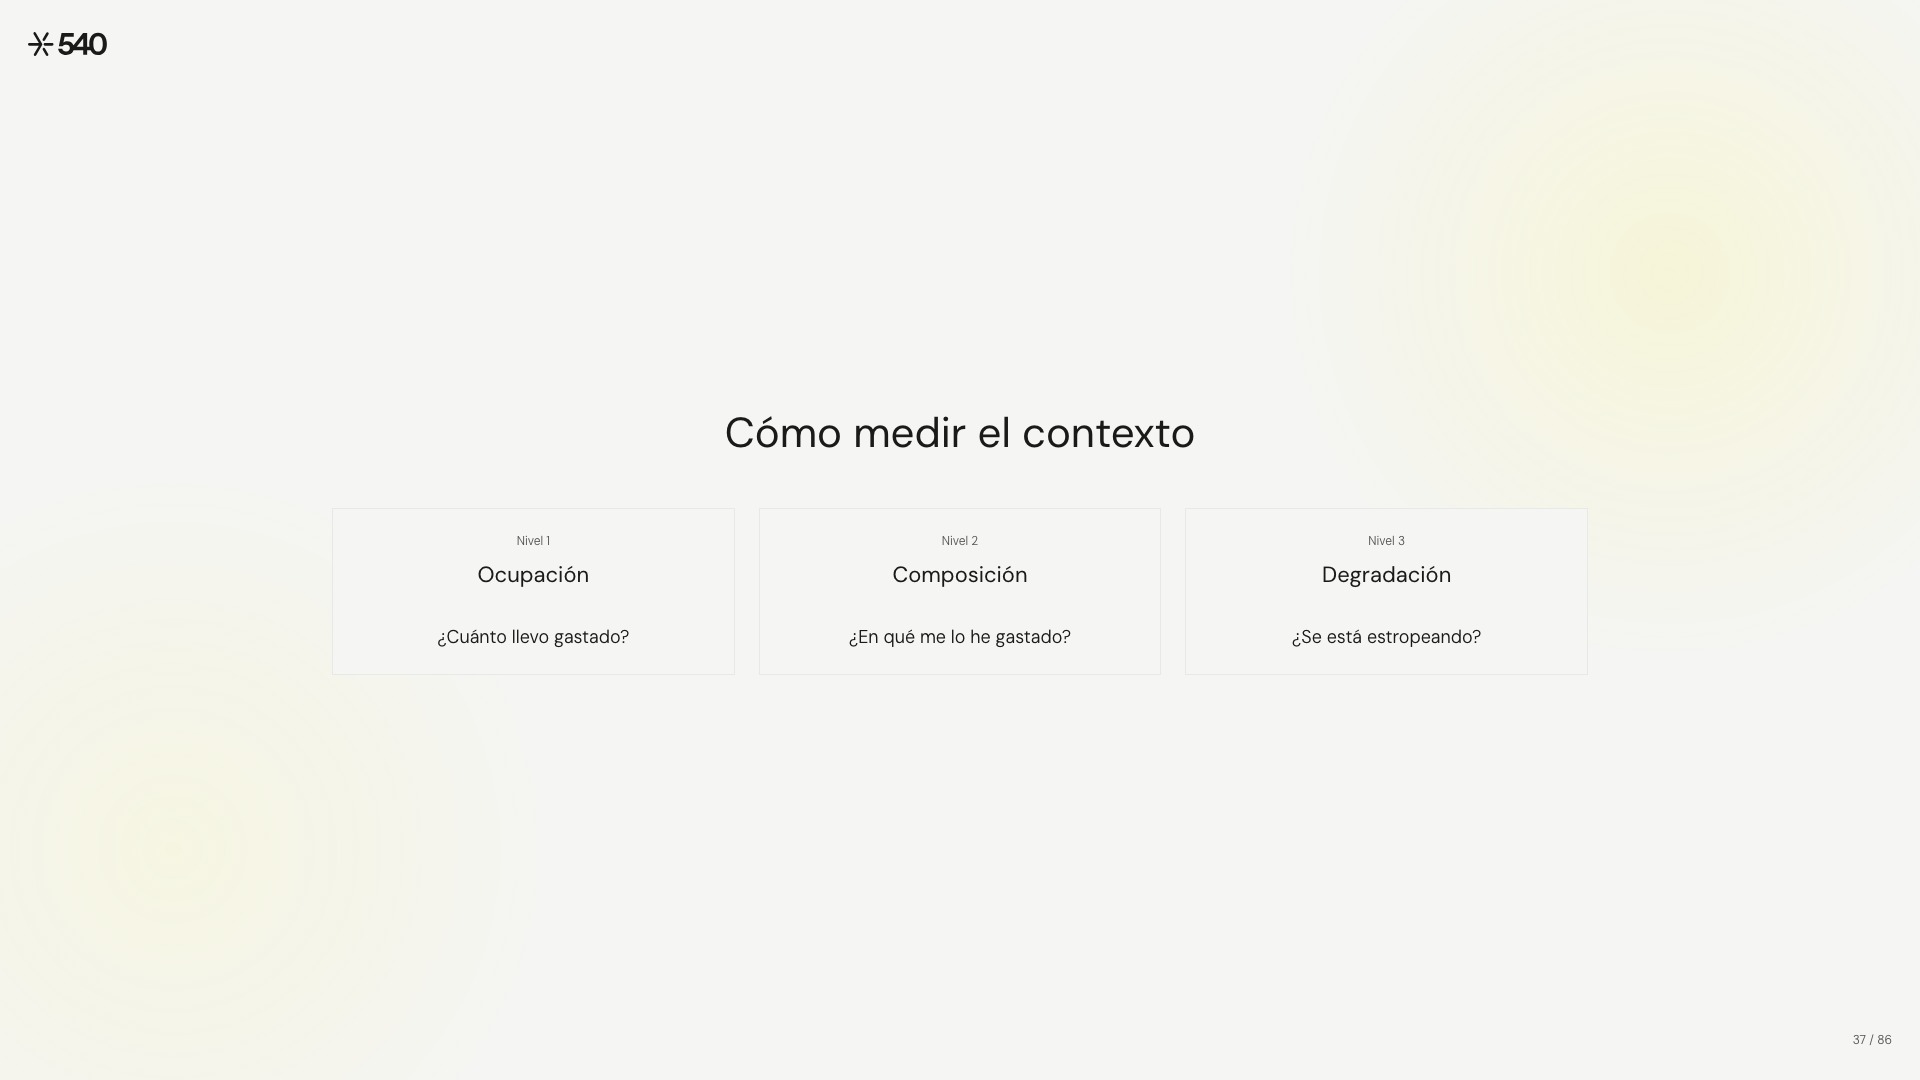 540
Cómo medir el contexto
Nivel 1
Ocupación
¿Cuánto llevo gastado?
Nivel 2
Composición
¿En qué me lo he gastado?
Nivel 3
Degradación
¿Se está estropeando?
37 / 86